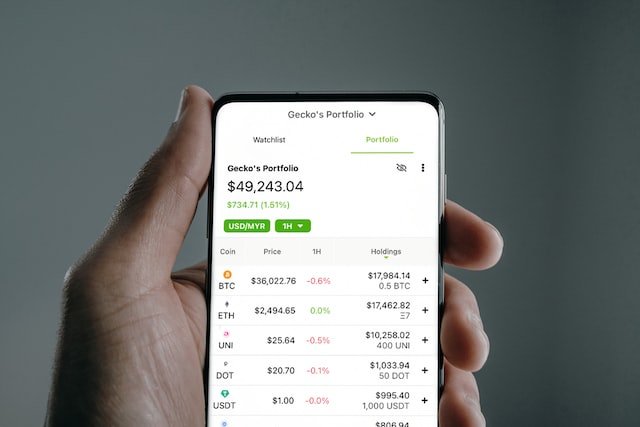 Gecko's Portfolio
Watchlist Portfolio
Gecko's Portfolio
$49,243.04
$734.71 (1.51%)
USD/MYR 1H
Coin Price 1H Holdings
BTC $36,022.76 -0.6% $17,984.14 +
0.5 BTC
ETH $2,494.65 0.0% $17,462.82 +
Ξ7
UNI $25.64 -0.5% $10,258.02 +
400 UNI
DOT $20.70 -0.1% $1,033.94 +
50 DOT
USDT $1.00 -0.0% $995.40 +
1,000 USDT
$806.94